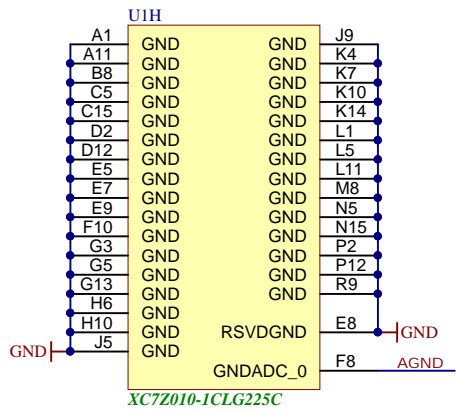 U1H
A1 GND GND J9
A11 GND GND K4
B8 GND GND K7
C5 GND GND K10
C15 GND GND K14
D2 GND GND L1
D12 GND GND L5
E5 GND GND L11
E7 GND GND M8
E9 GND GND N5
F10 GND GND N15
G3 GND GND P2
G5 GND GND P12
G13 GND GND R9
H6 GND
H10 GND RSVDGND E8 GND
GND J5 GND
GNDADC_0 F8 AGND
XC7Z010-1CLG225C